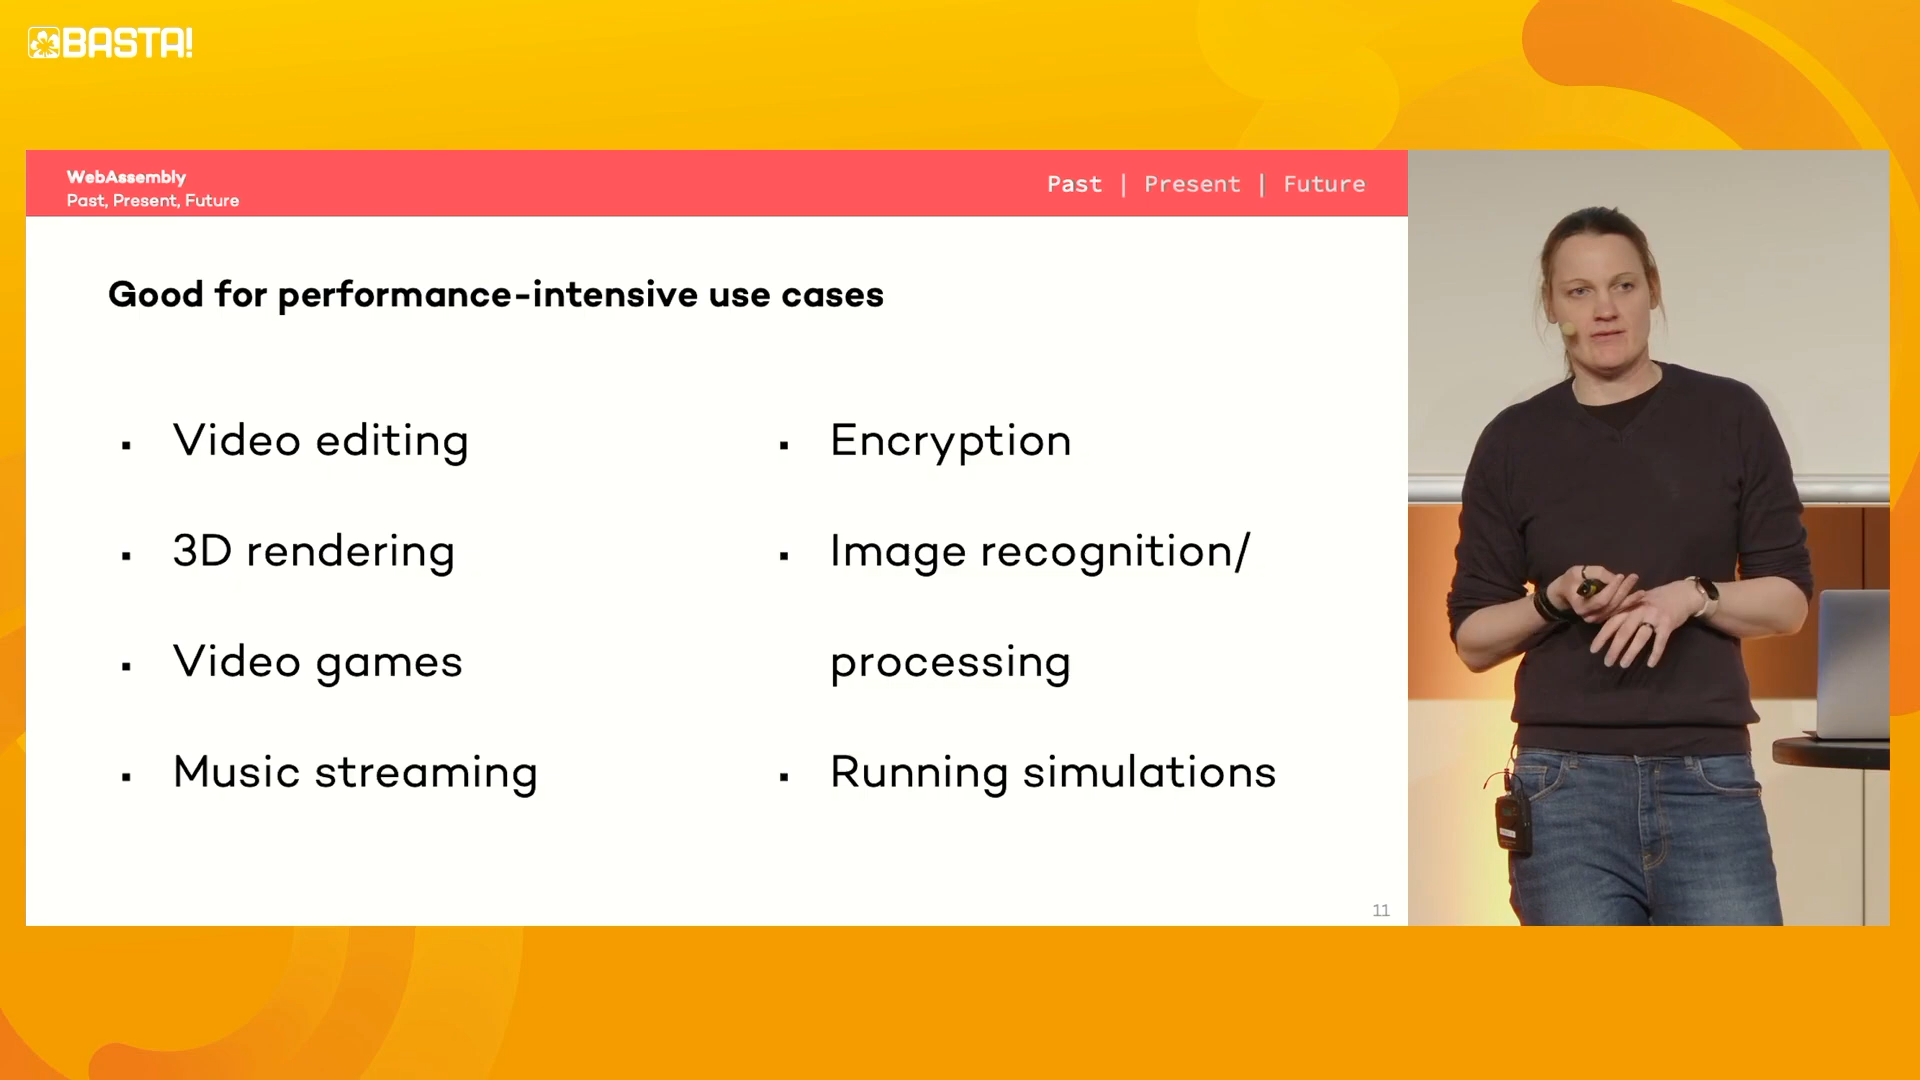 BASTA!
WebAssembly
Past, Present, Future
Past | Present | Future
Good for performance-intensive use cases
▪ Video editing
▪ 3D rendering
▪ Video games
▪ Music streaming
▪ Encryption
▪ Image recognition/
processing
▪ Running simulations
11